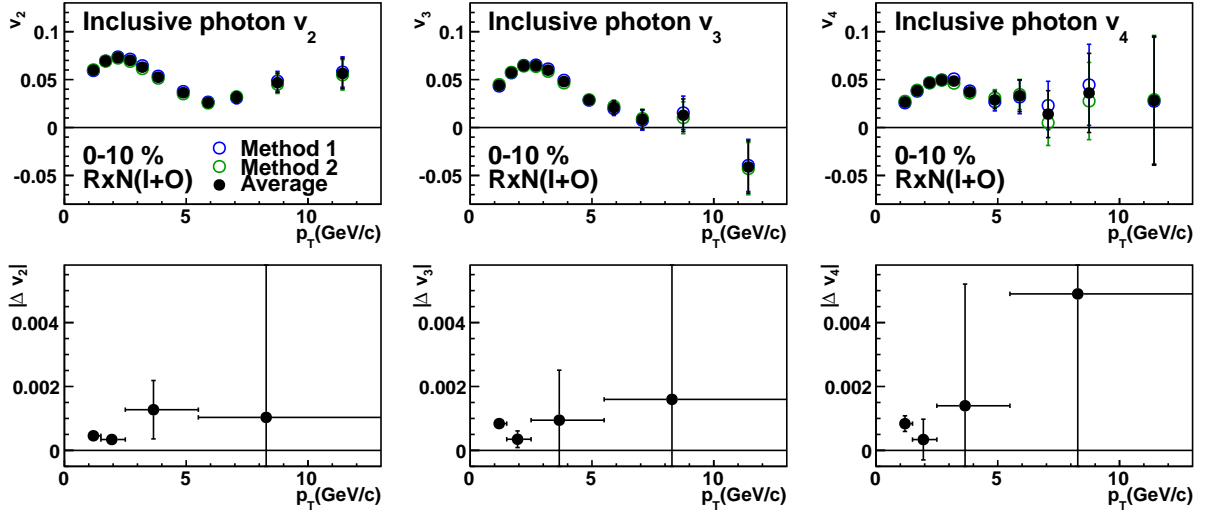 Inclusive photon v2
v2
0.1
0.05
0
-0.05
0-10 %
RxN(I+O)
Method 1
Method 2
Average
0 5 10
pT(GeV/c)
Inclusive photon v3
v3
0.1
0.05
0
-0.05
0-10 %
RxN(I+O)
0 5 10
pT(GeV/c)
Inclusive photon v4
v4
0.1
0.05
0
-0.05
0-10 %
RxN(I+O)
0 5 10
pT(GeV/c)
|Δ v2|
0.004
0.002
0
0 5 10
pT(GeV/c)
|Δ v3|
0.004
0.002
0
0 5 10
pT(GeV/c)
|Δ v4|
0.004
0.002
0
0 5 10
pT(GeV/c)